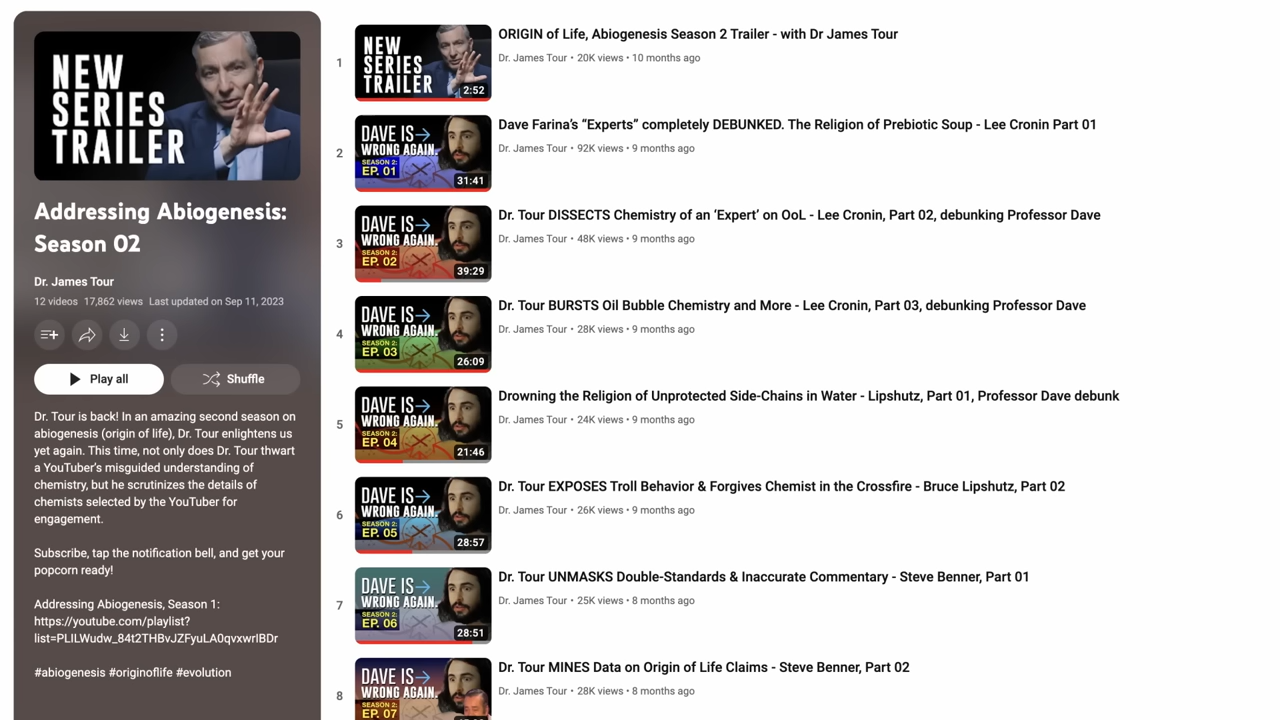 NEW
SERIES
TRAILER
Addressing Abiogenesis:
Season 02
Dr. James Tour
12 videos 17,862 views Last updated on Sep 11, 2023
Play all
Shuffle
Dr. Tour is back! In an amazing second season on
abiogenesis (origin of life), Dr. Tour enlightens us
yet again. This time, not only does Dr. Tour thwart
a YouTuber's misguided understanding of
chemistry, but he scrutinizes the details of
chemists selected by the YouTuber for
engagement.
Subscribe, tap the notification bell, and get your
popcorn ready!
Addressing Abiogenesis, Season 1:
https://youtube.com/playlist?
list=PLILWudw_84t2THBvJZFyuLA0qvxwrlBDr
#abiogenesis #originoflife #evolution
1
NEW
SERIES
TRAILER
2:52
ORIGIN of Life, Abiogenesis Season 2 Trailer - with Dr James Tour
Dr. James Tour • 20K views • 10 months ago
2
DAVE IS→
WRONG AGAIN.
SEASON 2:
EP. 01
31:41
Dave Farina's “Experts” completely DEBUNKED. The Religion of Prebiotic Soup - Lee Cronin Part 01
Dr. James Tour • 92K views • 9 months ago
3
DAVE IS→
WRONG AGAIN.
SEASON 2:
EP. 02
39:29
Dr. Tour DISSECTS Chemistry of an ‘Expert’ on OoL - Lee Cronin, Part 02, debunking Professor Dave
Dr. James Tour • 48K views • 9 months ago
4
DAVE IS→
WRONG AGAIN.
SEASON 2:
EP. 03
26:09
Dr. Tour BURSTS Oil Bubble Chemistry and More - Lee Cronin, Part 03, debunking Professor Dave
Dr. James Tour • 28K views • 9 months ago
5
DAVE IS→
WRONG AGAIN.
SEASON 2:
EP. 04
21:46
Drowning the Religion of Unprotected Side-Chains in Water - Lipshutz, Part 01, Professor Dave debunk
Dr. James Tour • 24K views • 9 months ago
6
DAVE IS→
WRONG AGAIN.
SEASON 2:
EP. 05
28:57
Dr. Tour EXPOSES Troll Behavior & Forgives Chemist in the Crossfire - Bruce Lipshutz, Part 02
Dr. James Tour • 26K views • 9 months ago
7
DAVE IS→
WRONG AGAIN.
SEASON 2:
EP. 06
28:51
Dr. Tour UNMASKS Double-Standards & Inaccurate Commentary - Steve Benner, Part 01
Dr. James Tour • 25K views • 8 months ago
8
DAVE IS→
WRONG AGAIN.
SEASON 2:
EP. 07
Dr. Tour MINES Data on Origin of Life Claims - Steve Benner, Part 02
Dr. James Tour • 28K views • 8 months ago